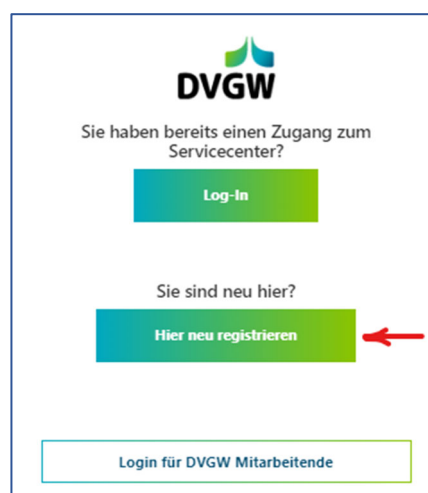 DVGW
Sie haben bereits einen Zugang zum
Servicecenter?
Log-In
Sie sind neu hier?
Hier neu registrieren
Login für DVGW Mitarbeitende